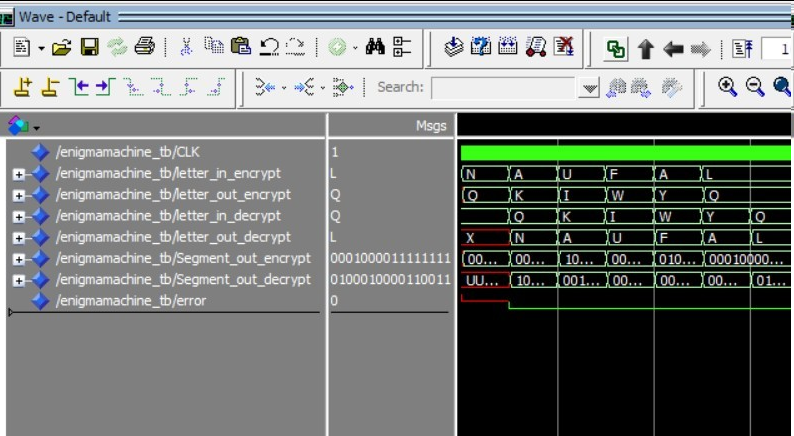 Wave - Default
Search:
1
Msgs
/enigmamachine_tb/CLK 1
/enigmamachine_tb/letter_in_encrypt L N A U F A L
/enigmamachine_tb/letter_out_encrypt Q Q K I W Y Q
/enigmamachine_tb/letter_in_decrypt Q Q K I W Y Q
/enigmamachine_tb/letter_out_decrypt L X N A U F A L
/enigmamachine_tb/Segment_out_encrypt 0001000011111111 00... 00... 10... 00... 010... 00010000...
/enigmamachine_tb/Segment_out_decrypt 0100010000110011 UU... 10... 001... 00... 00... 00... 01...
/enigmamachine_tb/error 0